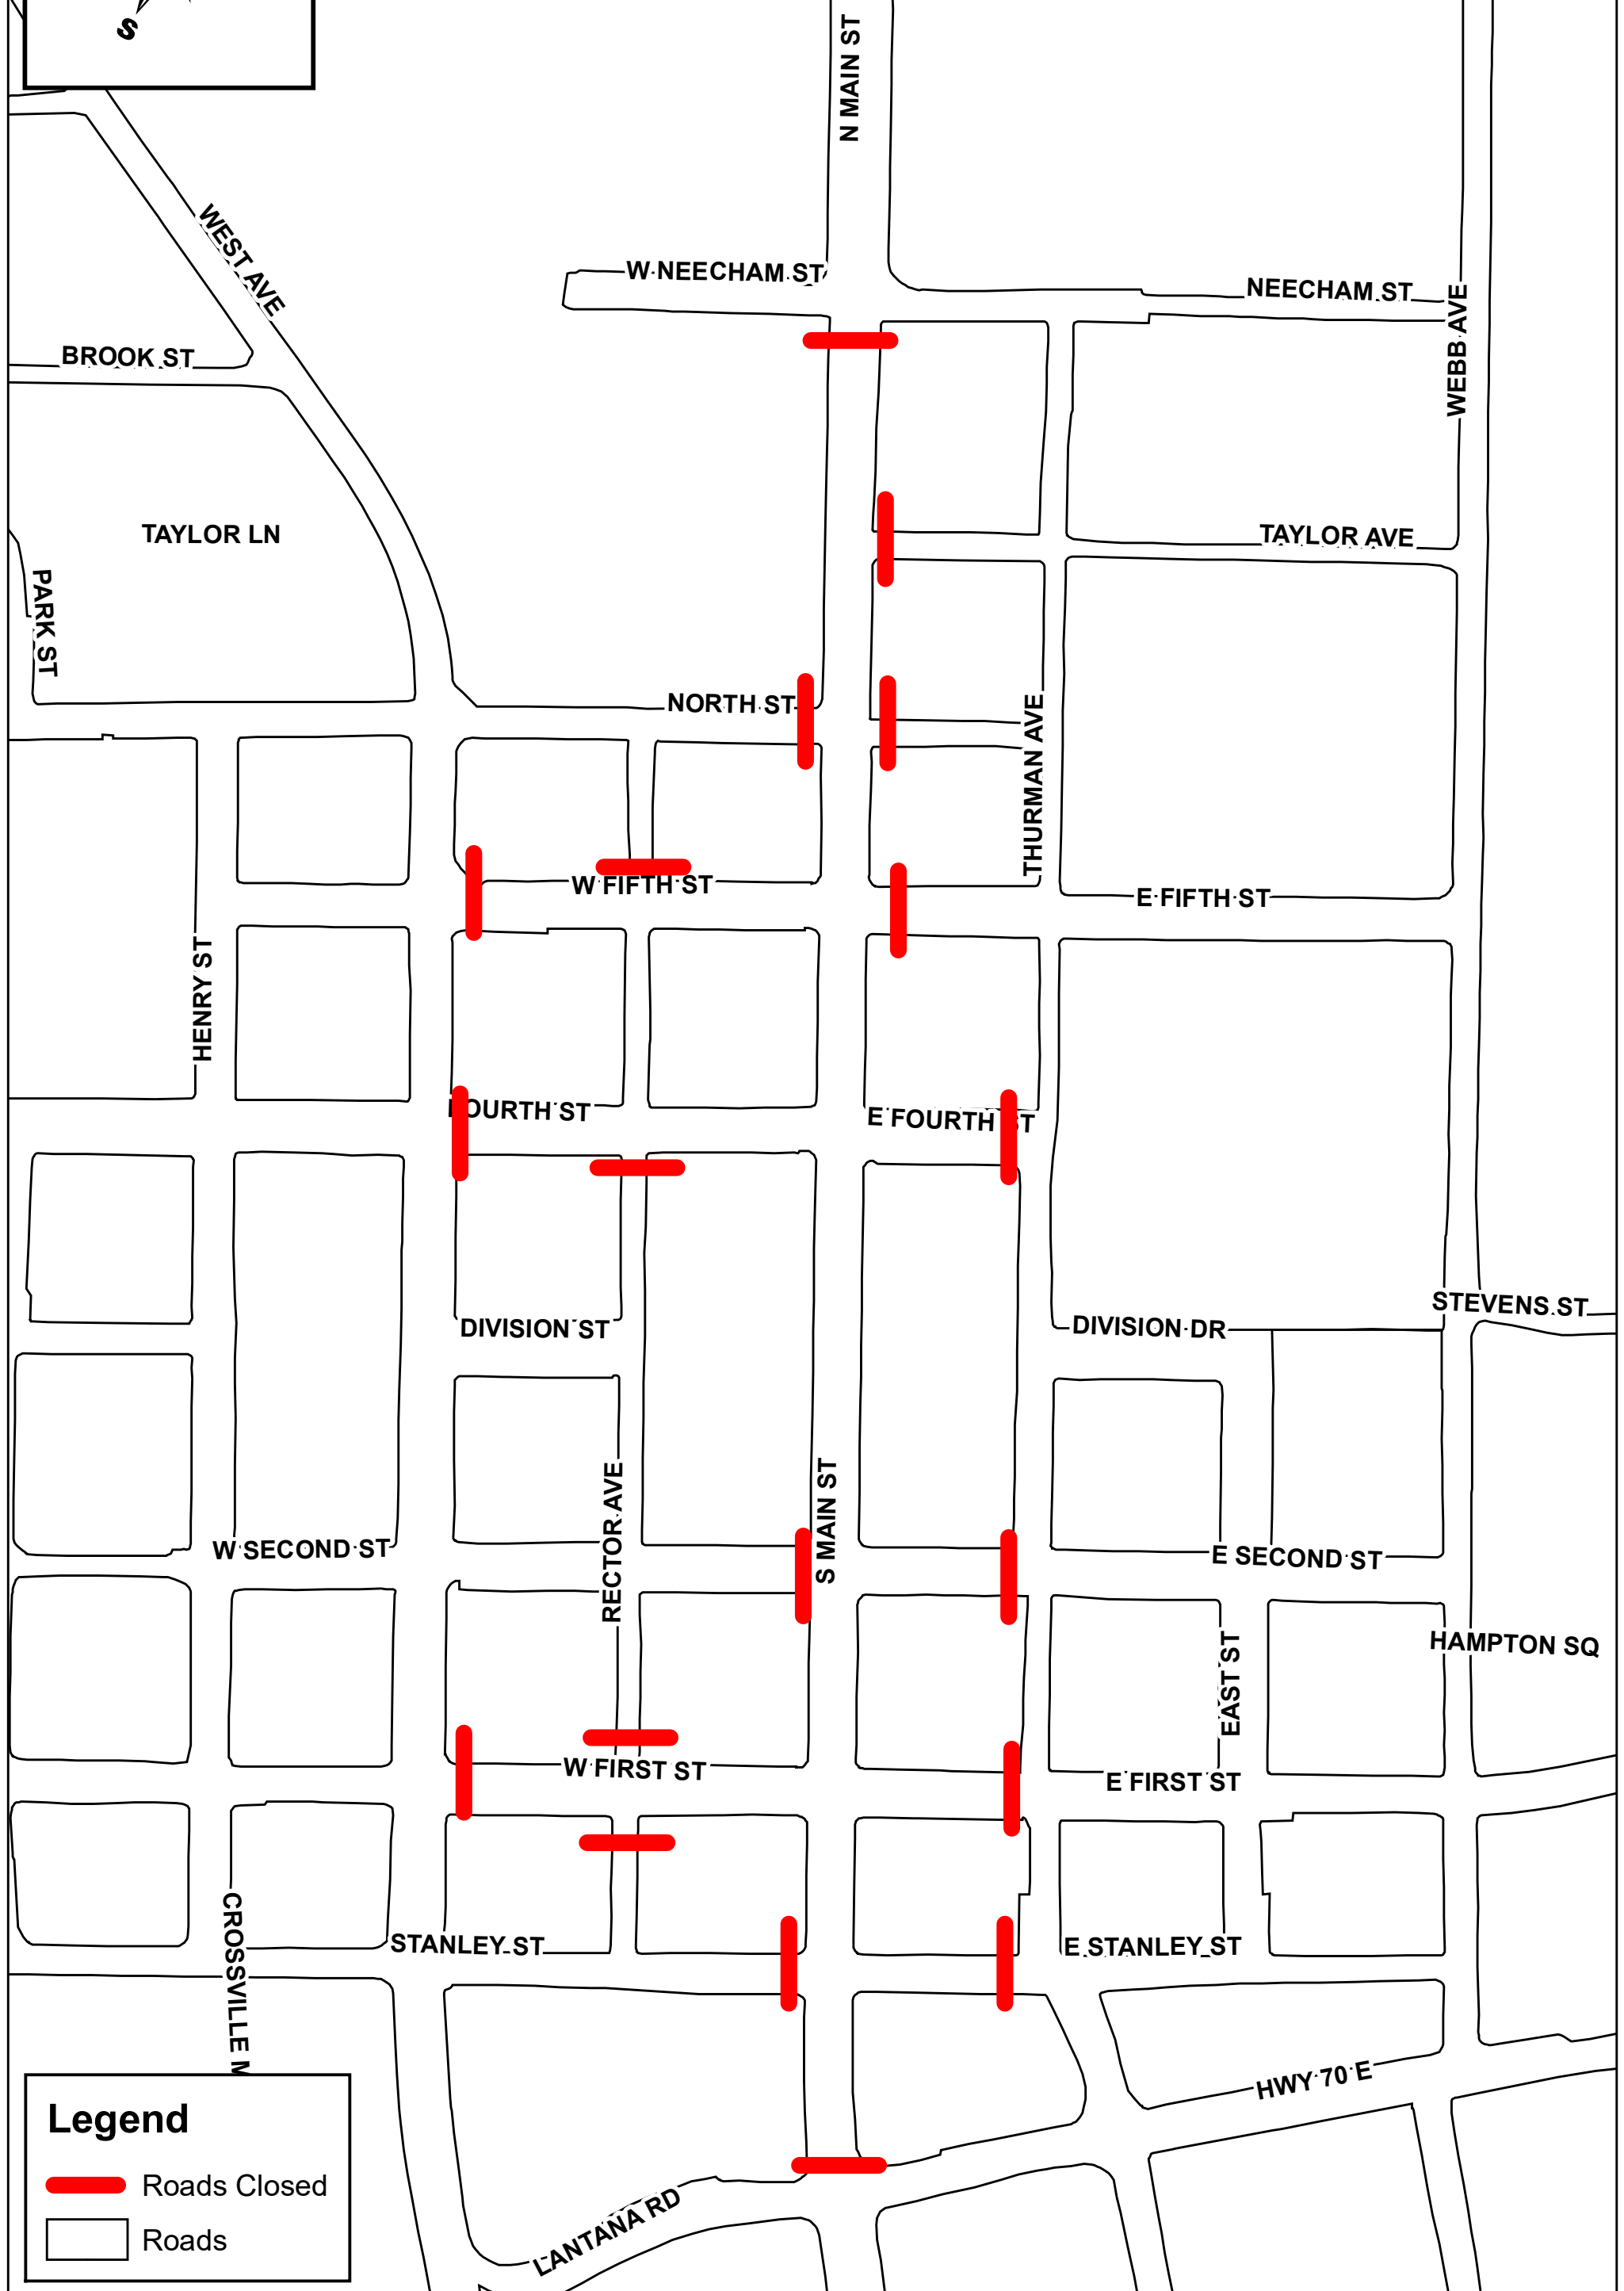 S
N MAIN ST
WEST AVE
W NEECHAM ST
NEECHAM ST
WEBB AVE
BROOK ST
TAYLOR LN
TAYLOR AVE
PARK ST
NORTH ST
THURMAN AVE
W FIFTH ST
E FIFTH ST
HENRY ST
FOURTH ST
E FOURTH ST
STEVENS ST
DIVISION ST
DIVISION DR
RECTOR AVE
S MAIN ST
W SECOND ST
E SECOND ST
EAST ST
HAMPTON SQ
W FIRST ST
E FIRST ST
CROSSVILLE M
STANLEY ST
E STANLEY ST
HWY 70 E
LANTANA RD
Legend
Roads Closed
Roads